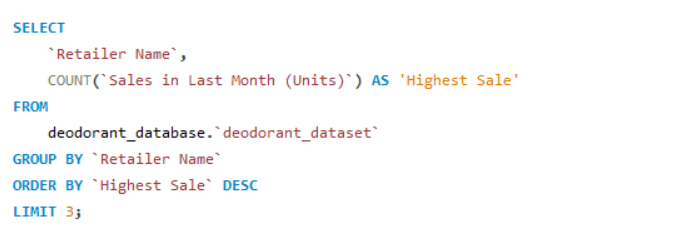 SELECT
    `Retailer Name`,
    COUNT(`Sales in Last Month (Units)`) AS 'Highest Sale'
FROM
    deodorant_database.`deodorant_dataset`
GROUP BY `Retailer Name`
ORDER BY `Highest Sale` DESC
LIMIT 3;